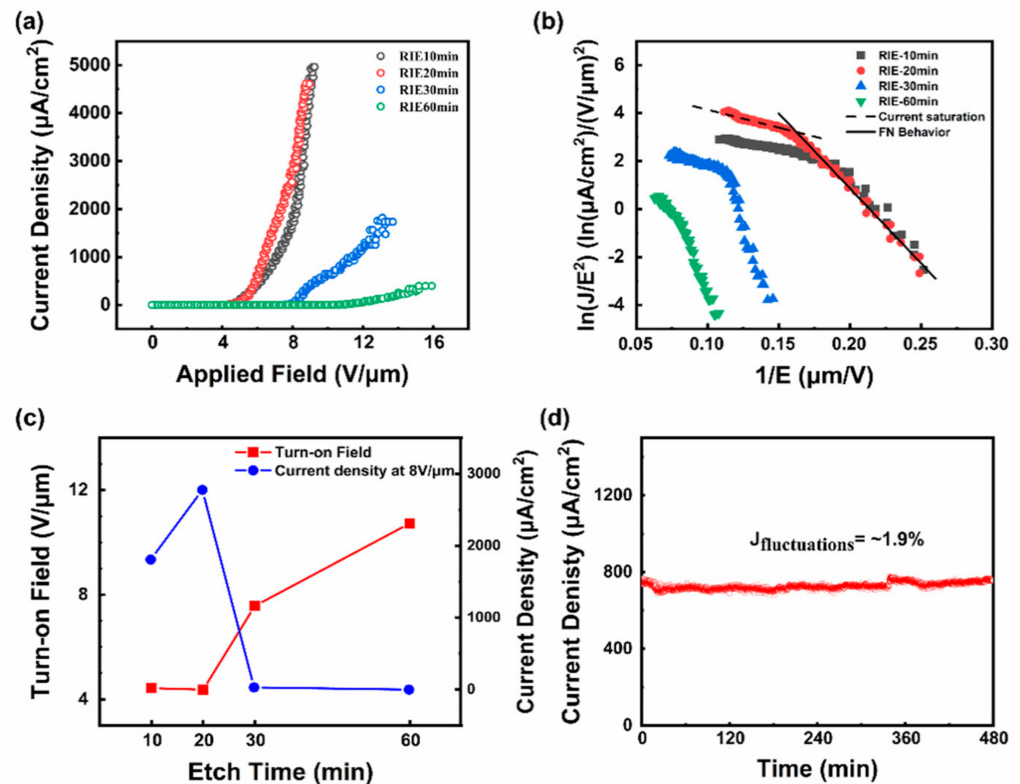 (a)
Current Denisity (μA/cm²)
5000
4000
3000
2000
1000
0
RIE10min
RIE20min
RIE30min
RIE60min
0 4 8 12 16
Applied Field (V/μm)
(b)
ln(J/E²) (ln(μA/cm²)/(V/μm)²)
6
4
2
0
-2
-4
RIE-10min
RIE-20min
RIE-30min
RIE-60min
Current saturation
FN Behavior
0.05 0.10 0.15 0.20 0.25 0.30
1/E (μm/V)
(c)
Turn-on Field (V/μm)
12
8
4
Turn-on Field
Current density at 8V/μm
3000
2000
1000
0
Current Density (μA/cm²)
10 20 30 60
Etch Time (min)
(d)
Current Denisty (μA/cm²)
1200
800
400
0
Jfluctuations= ~1.9%
0 120 240 360 480
Time (min)